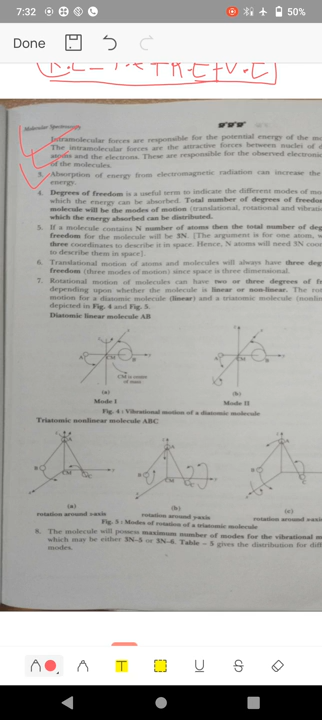 7:32
50%
Done
K.E = T.E + R.E + V.E
Molecular Spectroscopy
Intramolecular forces are responsible for the potential energy of the
The intramolecular forces are the attractive forces between nuclei of
atoms and the electrons. These are responsible for the observed electronic
of the molecules.
3. Absorption of energy from electromagnetic radiation can increase the
energy.
4. Degrees of freedom is a useful term to indicate the different modes of
which the energy can be absorbed. Total number of degrees of freedom
molecule will be the modes of motion (translational, rotational and
which the energy absorbed can be distributed.
5. If a molecule contains N number of atoms then the total number of
freedom for the molecule will be 3N. [The argument is for one atom,
three coordinates to describe it in space. Hence, N atoms will need 3N
to describe them in space].
6. Translational motion of atoms and molecules will always have three
freedom (three modes of motion) since space is three dimensional.
7. Rotational motion of molecules can have two or three degrees of
depending upon whether the molecule is linear or non-linear. The
motion for a diatomic molecule (linear) and a triatomic molecule
depicted in Fig. 4 and Fig. 5.
Diatomic linear molecule AB
A CM B
A CM B
CM is centre
of mass
(a) (b)
Mode I Mode II
Fig. 4 : Vibrational motion of a diatomic molecule
Triatomic nonlinear molecule ABC
A A A
B CM C B CM C B C
(a) (b) (c)
rotation around z-axis rotation around y-axis rotation around x-axis
Fig. 5 : Modes of rotation of a triatomic molecule
8. The molecule will possess maximum number of modes for the vibrational
which may be either 3N-5 or 3N-6. Table - 5 gives the distribution for
modes.